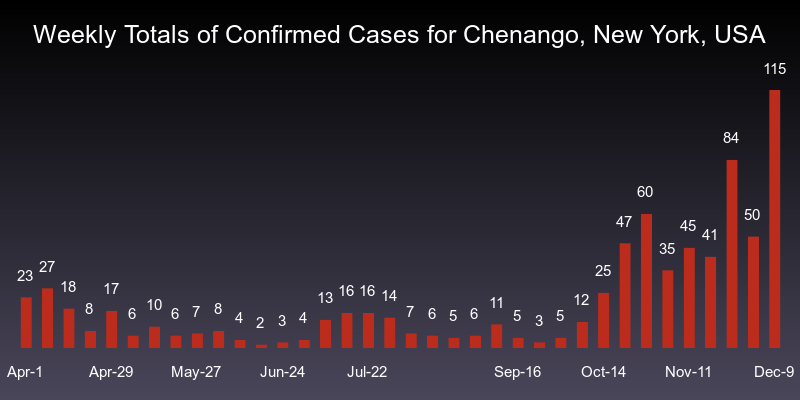 Weekly Totals of Confirmed Cases for Chenango, New York, USA
23 27 18 8 17 6 10 6 7 8 4 2 3 4 13 16 16 14 7 6 5 6 11 5 3 5 12 25 47 60 35 45 41 84 50 115
Apr-1 Apr-29 May-27 Jun-24 Jul-22 Sep-16 Oct-14 Nov-11 Dec-9